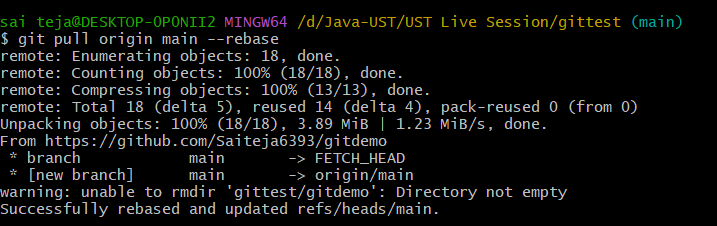 sai teja@DESKTOP-OPONII2 MINGW64 /d/Java-UST/UST Live Session/gittest (main)
$ git pull origin main --rebase
remote: Enumerating objects: 18, done.
remote: Counting objects: 100% (18/18), done.
remote: Compressing objects: 100% (13/13), done.
remote: Total 18 (delta 5), reused 14 (delta 4), pack-reused 0 (from 0)
Unpacking objects: 100% (18/18), 3.89 MiB | 1.23 MiB/s, done.
From https://github.com/Saiteja6393/gitdemo
 * branch            main       -> FETCH_HEAD
 * [new branch]      main       -> origin/main
warning: unable to rmdir 'gittest/gitdemo': Directory not empty
Successfully rebased and updated refs/heads/main.